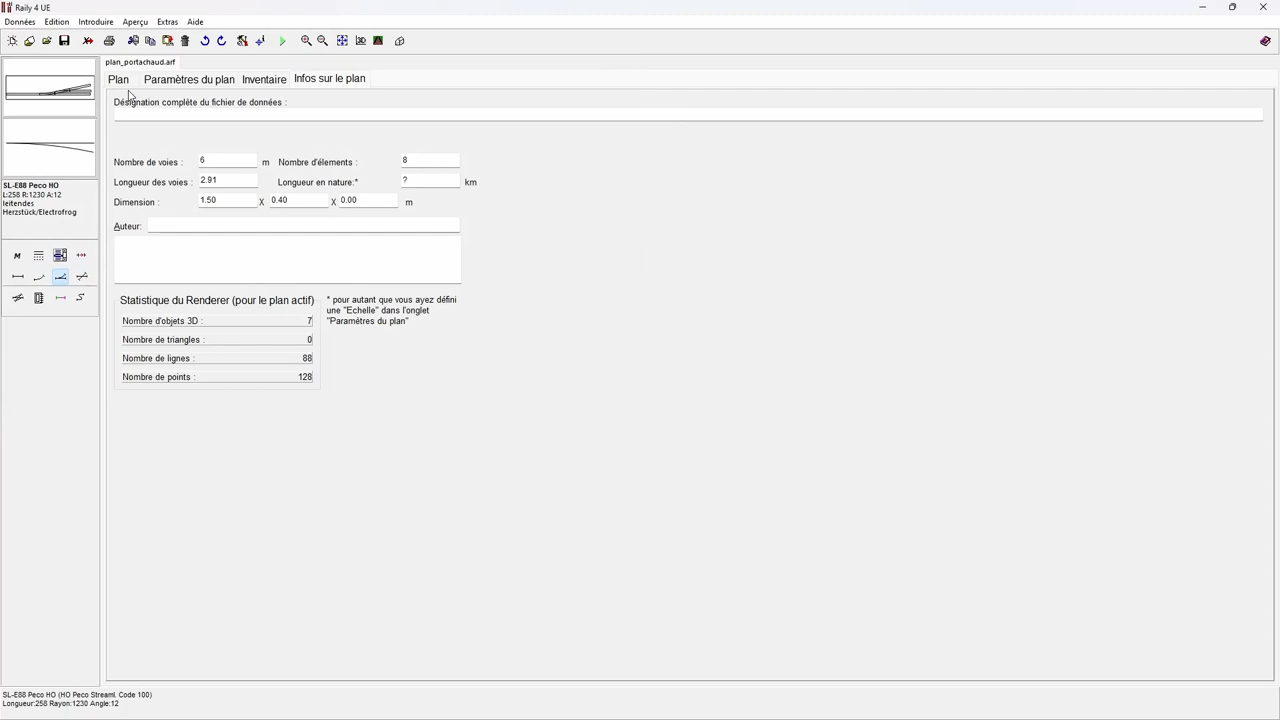 Raily 4 UE
Données Edition Introduire Aperçu Extras Aide
plan_portachaud.arf
Plan Paramètres du plan Inventaire Infos sur le plan
Désignation complète du fichier de données :
Nombre de voies : 6 m Nombre d'élements : 8
Longueur des voies : 2.91 Longueur en nature:* ? km
Dimension : 1.50 X 0.40 X 0.00 m
Auteur:
SL-E88 Peco HO
L:258 R:1230 A:12
leitendes
Herzstück/Electrofrog
M
Statistique du Renderer (pour le plan actif)
Nombre d'objets 3D : 7
Nombre de triangles : 0
Nombre de lignes : 88
Nombre de points : 128
* pour autant que vous ayez défini
une "Echelle" dans l'onglet
"Paramètres du plan"
SL-E88 Peco HO (HO Peco Streaml. Code 100)
Longueur:258 Rayon:1230 Angle:12